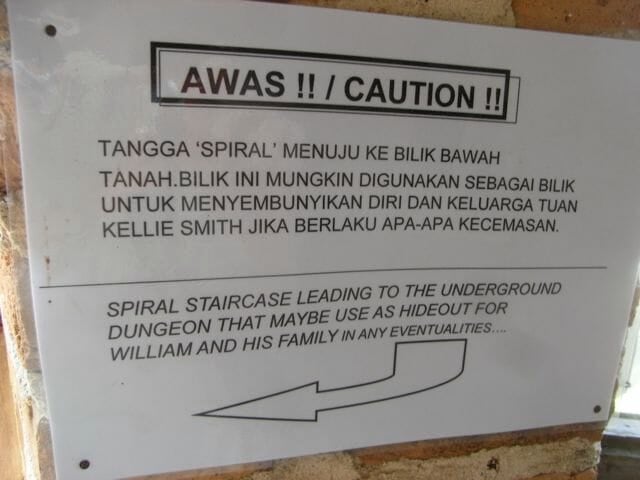 AWAS !! / CAUTION !!
TANGGA ‘SPIRAL’ MENUJU KE BILIK BAWAH
TANAH.BILIK INI MUNGKIN DIGUNAKAN SEBAGAI BILIK
UNTUK MENYEMBUNYIKAN DIRI DAN KELUARGA TUAN
KELLIE SMITH JIKA BERLAKU APA-APA KECEMASAN.
SPIRAL STAIRCASE LEADING TO THE UNDERGROUND
DUNGEON THAT MAYBE USE AS HIDEOUT FOR
WILLIAM AND HIS FAMILY IN ANY EVENTUALITIES....